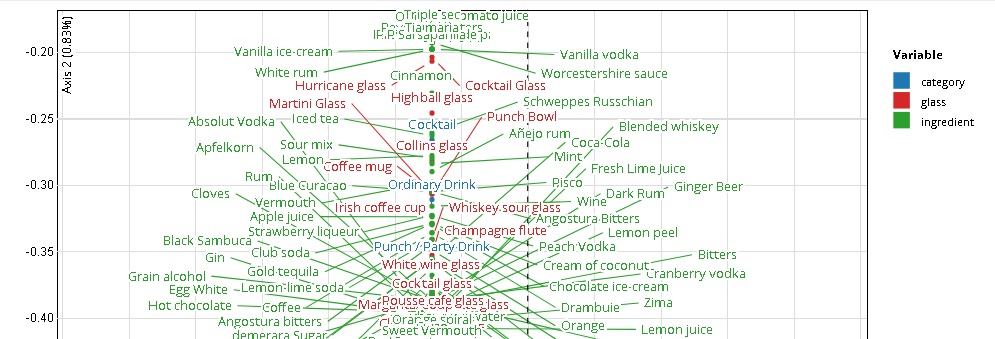 Triple sec
omato juice
Vanilla ice-cream
Vanilla vodka
White rum
Worcestershire sauce
Cinnamon
Hurricane glass
Cocktail Glass
Highball glass
Martini Glass
Schweppes Russchian
Iced tea
Punch Bowl
Absolut Vodka
Cocktail
Blended whiskey
Añejo rum
Sour mix
Collins glass
Coca-Cola
Apfelkorn
Lemon
Mint
Coffee mug
Fresh Lime Juice
Rum
Blue Curacao
Ordinary Drink
Pisco
Ginger Beer
Cloves
Dark Rum
Vermouth
Wine
Irish coffee cup
Whiskey sour glass
Apple juice
Angostura Bitters
Strawberry liqueur
Champagne flute
Lemon peel
Black Sambuca
Punch / Party Drink
Peach Vodka
Club soda
Bitters
Gin
White wine glass
Cream of coconut
Gold tequila
Cranberry vodka
Grain alcohol
Cocktail glass
Egg White
Lemon-lime soda
Chocolate ice-cream
Hot chocolate
Coffee
Pousse cafe glass
Drambuie
Zima
Angostura bitters
Orange spiral
Orange
demerara Sugar
Sweet Vermouth
Lemon juice
-0.20
-0.25
-0.30
-0.35
-0.40
Axis 2 (0.83%)
Variable
category
glass
ingredient